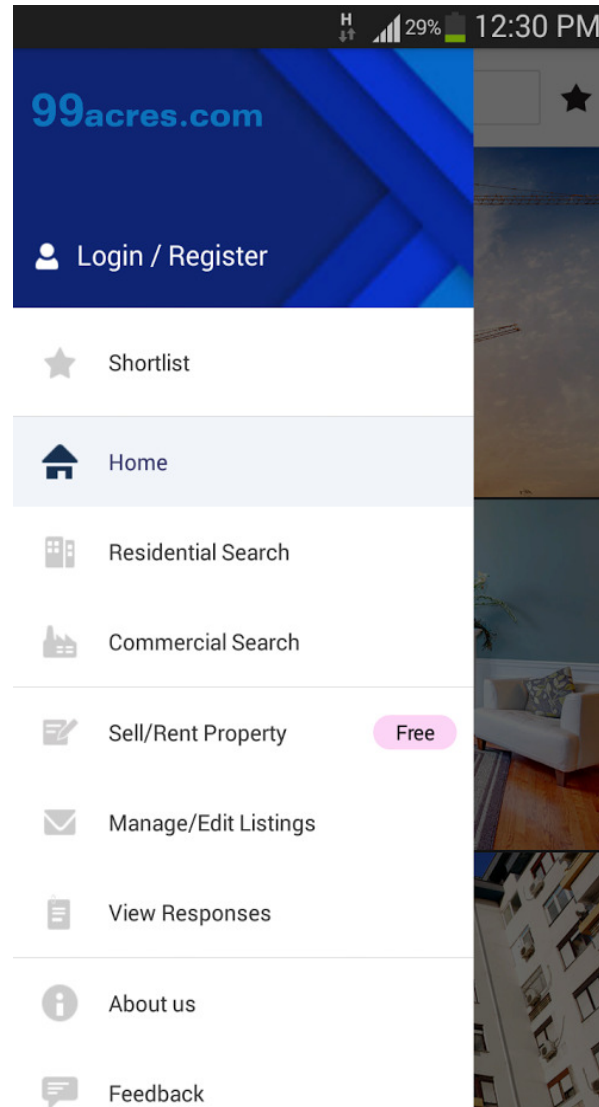 H 29% 12:30 PM
99acres.com
Login / Register
Shortlist
Home
Residential Search
Commercial Search
Sell/Rent Property Free
Manage/Edit Listings
View Responses
About us
Feedback